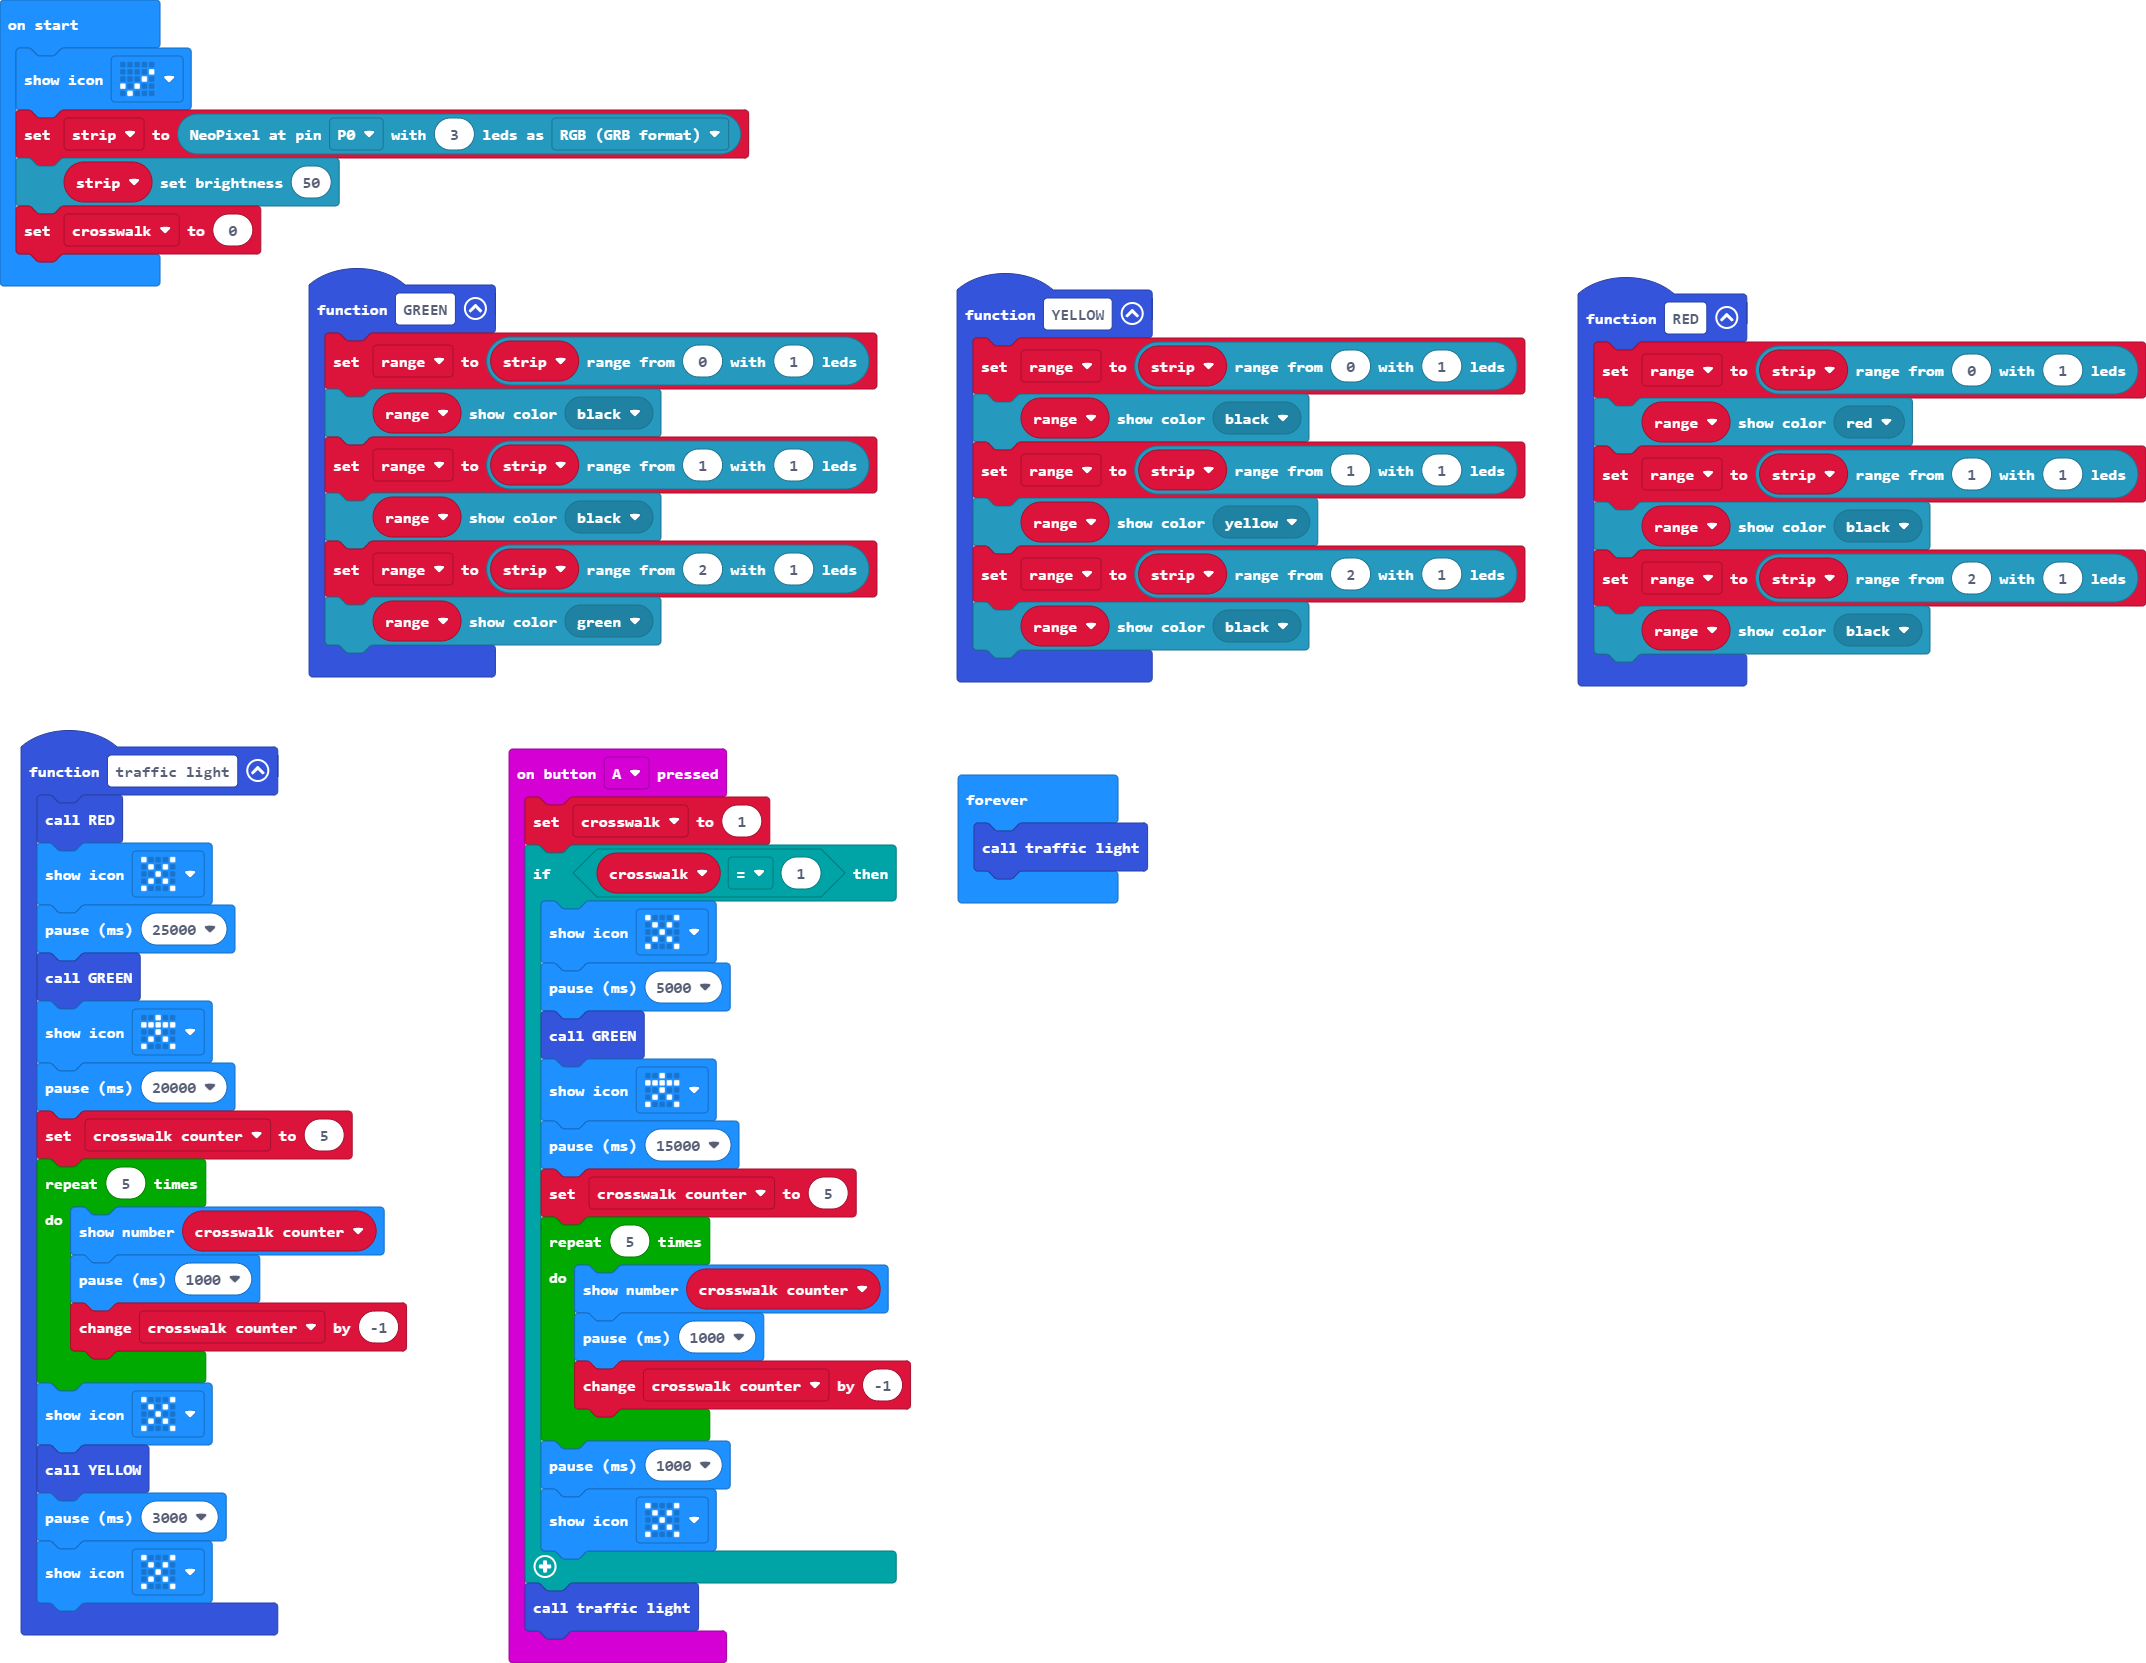 on start
show icon
set strip to NeoPixel at pin P0 with 3 leds as RGB (GRB format)
strip set brightness 50
set crosswalk to 0
function GREEN
set range to strip range from 0 with 1 leds
range show color black
set range to strip range from 1 with 1 leds
range show color black
set range to strip range from 2 with 1 leds
range show color green
function YELLOW
set range to strip range from 0 with 1 leds
range show color black
set range to strip range from 1 with 1 leds
range show color yellow
set range to strip range from 2 with 1 leds
range show color black
function RED
set range to strip range from 0 with 1 leds
range show color red
set range to strip range from 1 with 1 leds
range show color black
set range to strip range from 2 with 1 leds
range show color black
function traffic light
call RED
show icon
pause (ms) 25000
call GREEN
show icon
pause (ms) 20000
set crosswalk counter to 5
repeat 5 times
do
show number crosswalk counter
pause (ms) 1000
change crosswalk counter by -1
show icon
call YELLOW
pause (ms) 3000
show icon
on button A pressed
set crosswalk to 1
if crosswalk = 1 then
show icon
pause (ms) 5000
call GREEN
show icon
pause (ms) 15000
set crosswalk counter to 5
repeat 5 times
do
show number crosswalk counter
pause (ms) 1000
change crosswalk counter by -1
pause (ms) 1000
show icon
call traffic light
forever
call traffic light